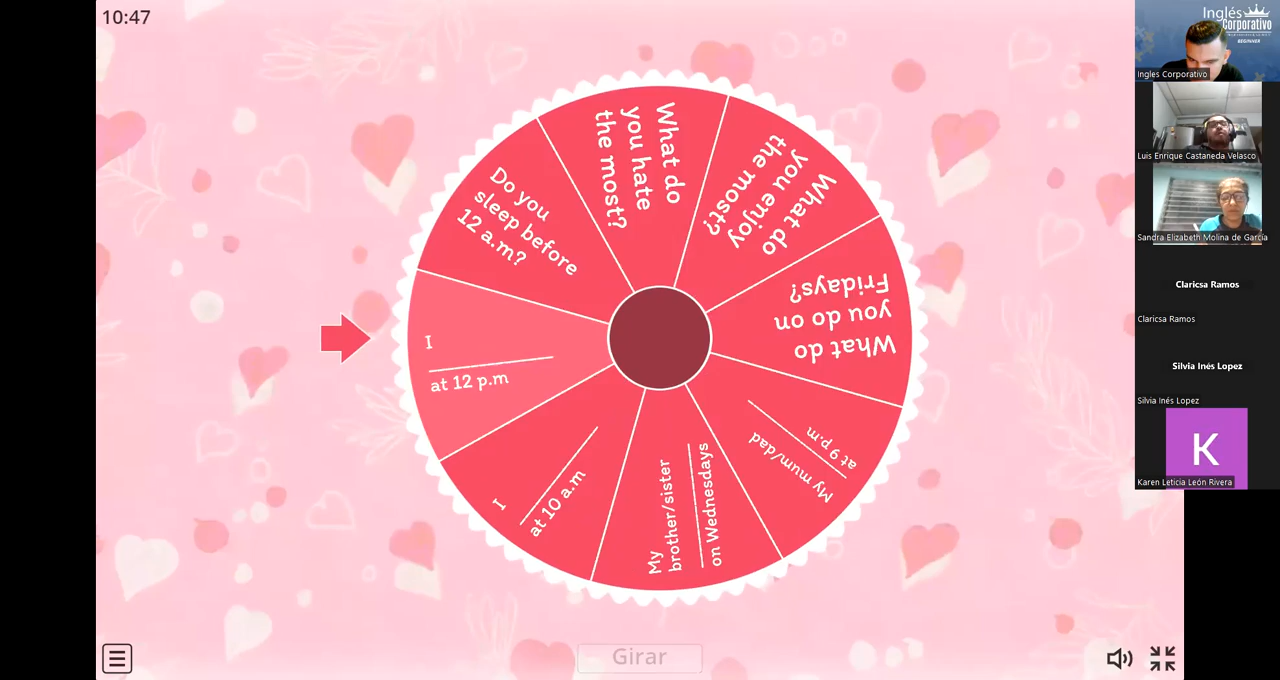 10:47
What do
you hate
the most?
What do
you enjoy
the most?
What do
you do on
Fridays?
My mum/dad
at 9 p.m
My
brother/sister
on Wednesdays
I
at 10 a.m
I
at 12 p.m
Do you
sleep before
12 a.m?
Girar
Inglés
Corporativo
BEGINNER
Ingles Corporativo
Luis Enrique Castaneda Velasco
Sandra Elizabeth Molina de García
Claricsa Ramos
Claricsa Ramos
Silvia Inés Lopez
Silvia Inés Lopez
K
Karen Leticia León Rivera